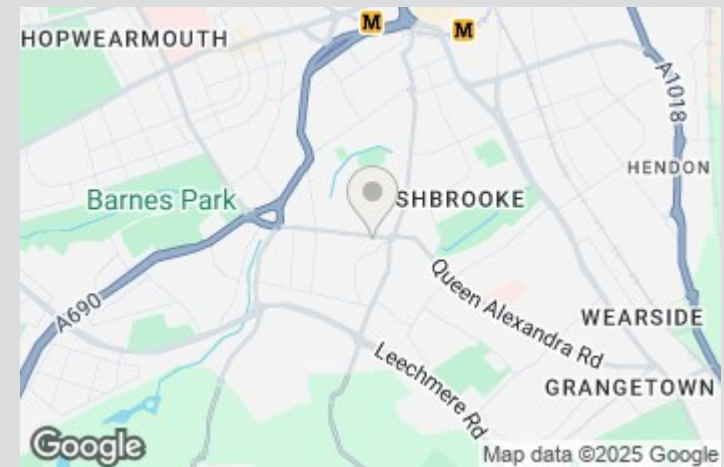 HOPWEARMOUTH
M
M
A1018
HENDON
Barnes Park
SHBROOKE
Queen Alexandra Rd
WEARSIDE
A690
Leechmere Rd
GRANGETOWN
Google
Map data ©2025 Google